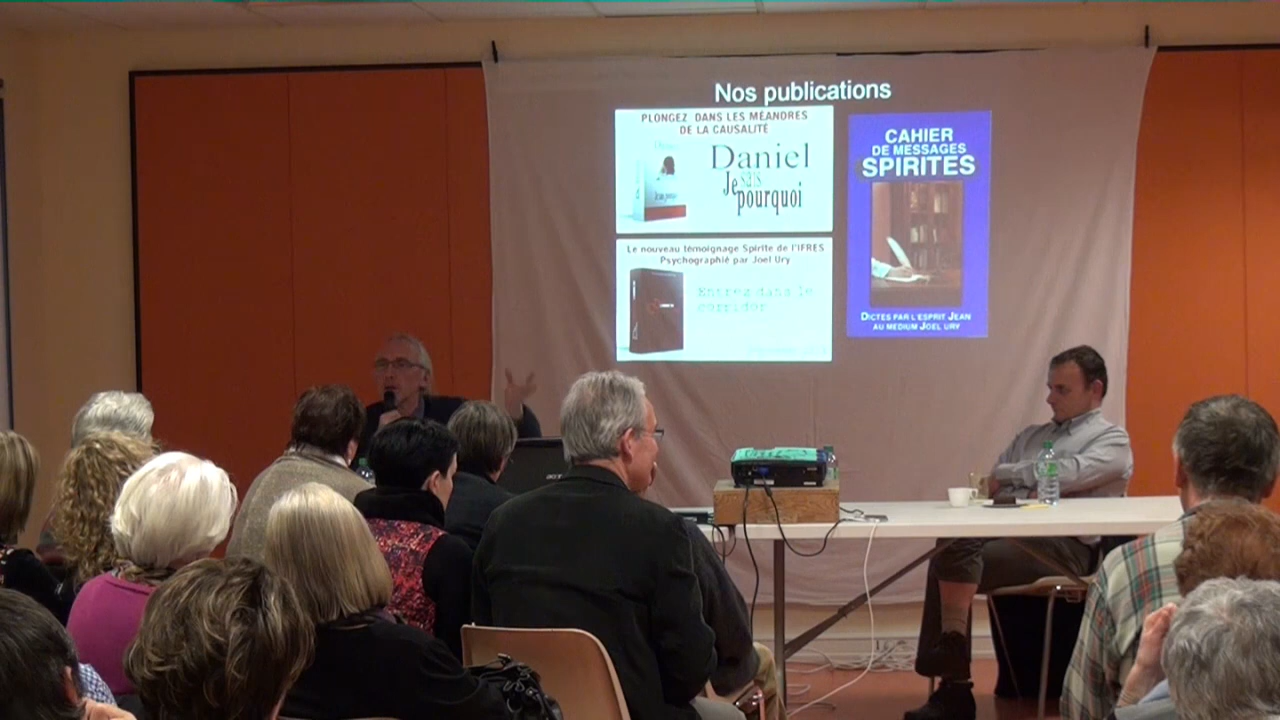 Nos publications
PLONGEZ DANS LES MÉANDRES
DE LA CAUSALITÉ
Daniel
Je sais
pourquoi
Le nouveau témoignage Spirite de l'IFRES
Psychographié par Joel Ury
Entrez dans le
corridor
CAHIER
DE MESSAGES
SPIRITES
DICTES PAR L'ESPRIT JEAN
AU MEDIUM JOEL URY
acer